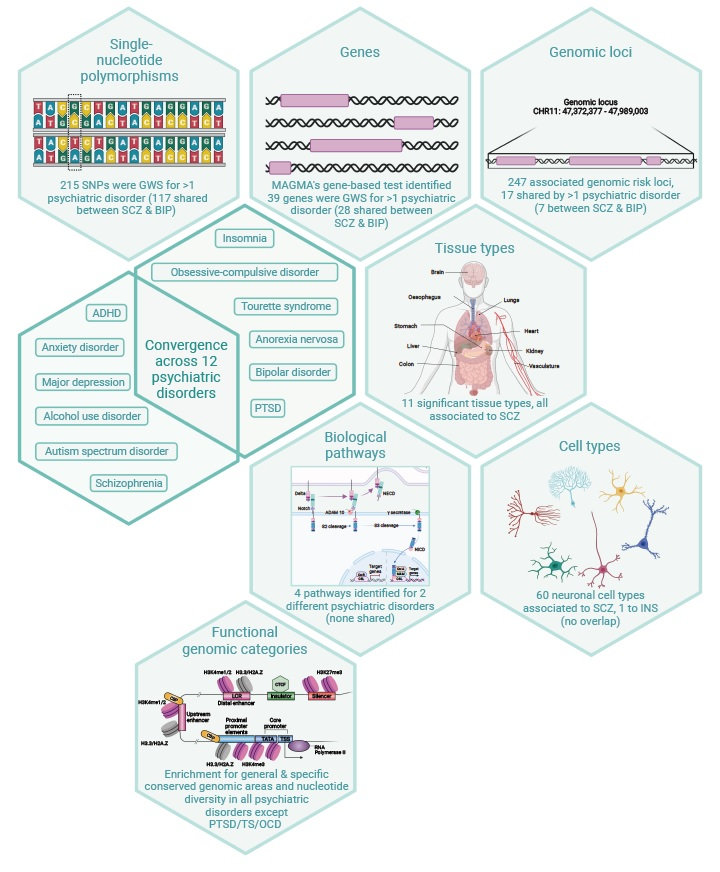 Single-
nucleotide
polymorphisms
T A C G C T G A T G A G G A G A
A T G C G A C T A C T C C T C T
T A C T C T G A T G A G G A G A
A T G A G A C T A C T C C T C T
215 SNPs were GWS for >1
psychiatric disorder (117 shared
between SCZ & BIP)
Genes
MAGMA's gene-based test identified
39 genes were GWS for >1 psychiatric
disorder (28 shared between
SCZ & BIP)
Genomic loci
Genomic locus
CHR11: 47,372,377 - 47,989,003
247 associated genomic risk loci,
17 shared by >1 psychiatric disorder
(7 between SCZ & BIP)
Insomnia
Obsessive-compulsive disorder
Tourette syndrome
Anorexia nervosa
Bipolar disorder
PTSD
Convergence
across 12
psychiatric
disorders
ADHD
Anxiety disorder
Major depression
Alcohol use disorder
Autism spectrum disorder
Schizophrenia
Tissue types
Brain
Oesophagus
Lungs
Stomach
Heart
Liver
Kidney
Colon
Vasculature
11 significant tissue types, all
associated to SCZ
Biological
pathways
Delta
NECD
Notch
ADAM 10
γ secretase
S2 cleavage
S3 cleavage
NICD
Target
genes
Target
genes
CSL
CSL
4 pathways identified for 2
different psychiatric disorders
(none shared)
Cell types
60 neuronal cell types
associated to SCZ, 1 to INS
(no overlap)
Functional
genomic categories
H3K4me1/2
H3.3/H2A.Z
CTCF
H3K27me3
LCR
Insulator
Silencer
Distal enhancer
H3K4me1/2
CBP
Upstream
enhancer
H3.3/H2A.Z
Proximal
promoter
elements
Core
promoter
CBP
TATA
TSS
RNA
Polymerase II
H3.3/H2A.Z
H3K4me3
Enrichment for general & specific
conserved genomic areas and nucleotide
diversity in all psychiatric
disorders except
PTSD/TS/OCD